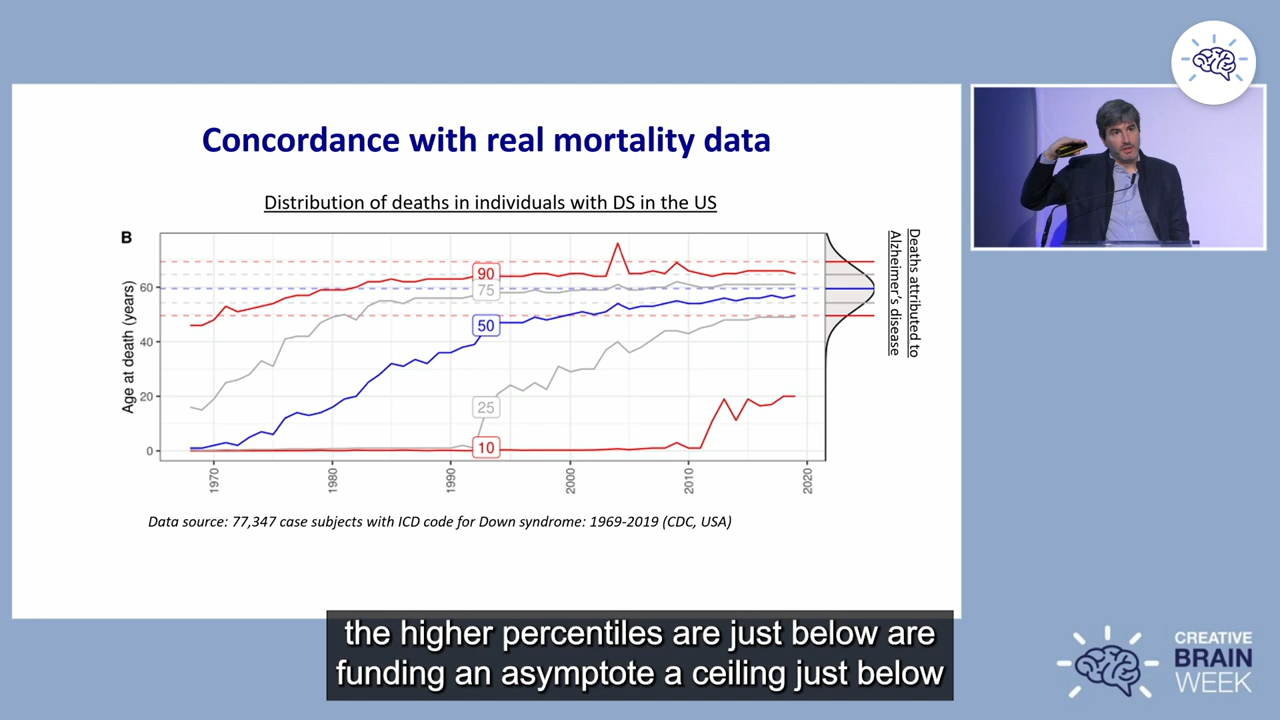 Concordance with real mortality data
Distribution of deaths in individuals with DS in the US
B
Age at death (years)
60
40
20
0
90
75
50
25
10
1970
1980
1990
2000
2010
2020
Deaths attributed to
Alzheimer's disease
Data source: 77,347 case subjects with ICD code for Down syndrome: 1969-2019 (CDC, USA)
the higher percentiles are just below are
funding an asymptote a ceiling just below
CREATIVE
BRAIN
WEEK